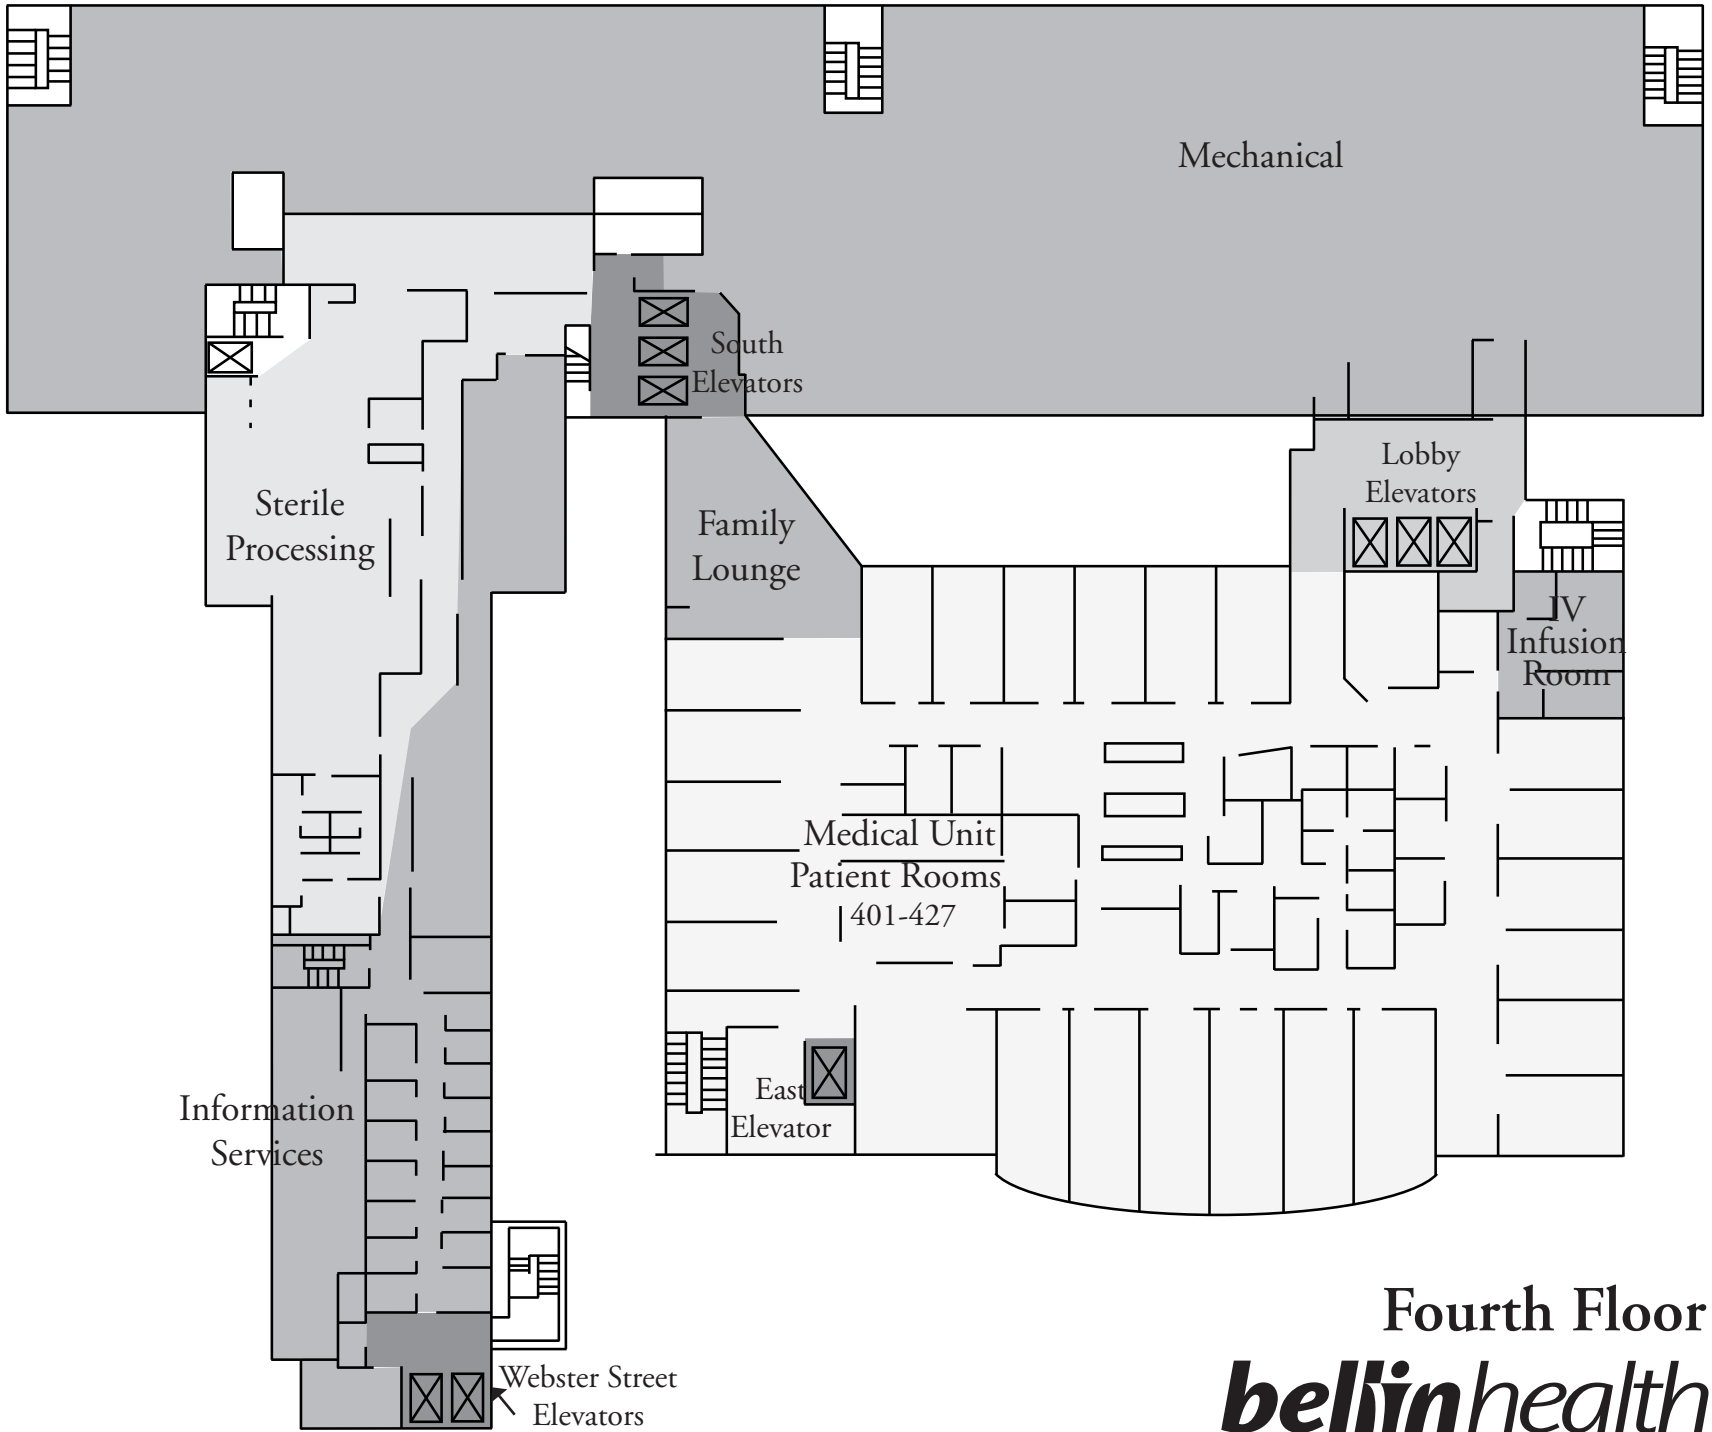 Mechanical
South
Elevators
Lobby
Elevators
Sterile
Processing
Family
Lounge
IV
Infusion
Room
Medical Unit
Patient Rooms
401-427
East
Elevator
Information
Services
Webster Street
Elevators
Fourth Floor
bellinhealth